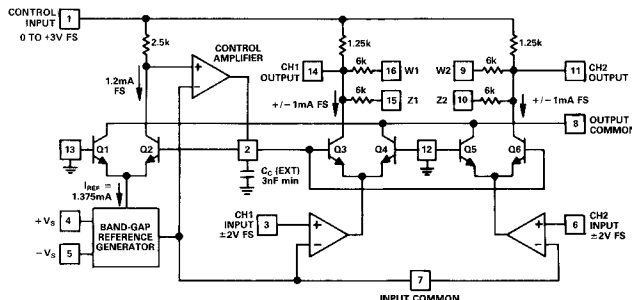 CONTROL INPUT 1
0 TO +3V FS
2.5k
1.2mA FS
CONTROL AMPLIFIER
+
−
1.25k
1.25k
CH1 OUTPUT 14
6k
16 W1
W2 9
6k
11 CH2 OUTPUT
+/−1mA FS
6k
15 Z1
Z2 10
6k
+/−1mA FS
8 OUTPUT COMMON
13
Q1
Q2
2
Q3
Q4
12
Q5
Q6
C_C (EXT)
3nF min
I_REF =
1.375mA
+V_S 4
−V_S 5
BAND-GAP
REFERENCE
GENERATOR
CH1 INPUT
3
±2V FS
+
−
+
−
CH2 INPUT
6
±2V FS
7
INPUT COMMON